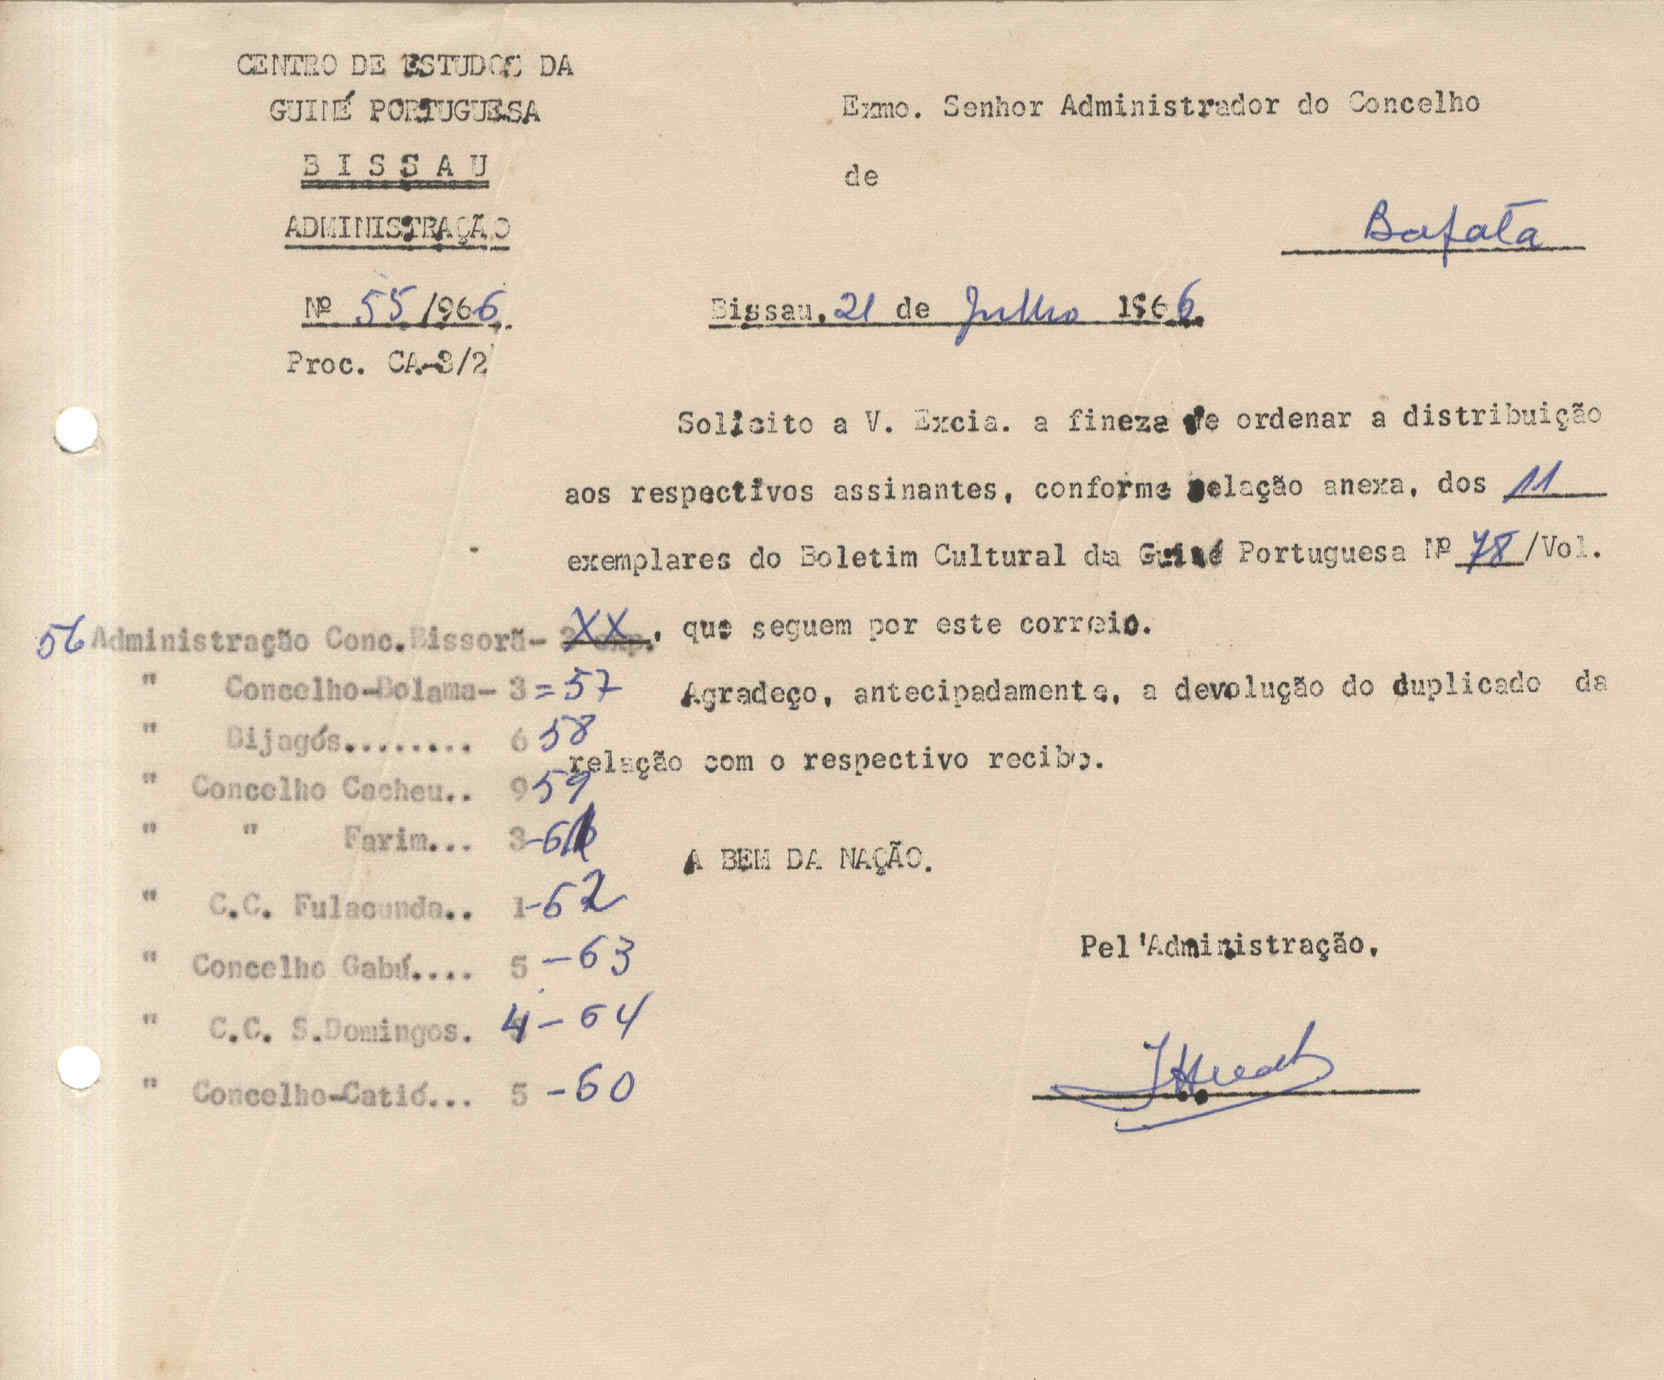 CENTRO DE ESTUDOS DA
GUINÉ PORTUGUESA
BISSAU
ADMINISTRAÇÃO
Nº 55/966.
Proc. CA-3/2
Exmo. Senhor Administrador do Concelho
de
Bafatá
Bissau, 21 de Julho 1966.
Solicito a V. Excia. a fineza de ordenar a distribuição
aos respectivos assinantes, conforme relação anexa, dos 11
exemplares do Boletim Cultural da Guiné Portuguesa Nº 78/Vol.
XX, que seguem por este correio.
Agradeço, antecipadamente, a devolução do duplicado da
relação com o respectivo recibo.
A BEM DA NAÇÃO.
Pel'Administração,
56 Administração Conc.Bissorã- 2 exp.
" Concelho-Bolama- 3 = 57
" Bijagós........ 6 58
" Concelho Cacheu.. 9 59
" " Farim... 3-61
" C.C. Fulacunda.. 1-62
" Concelho Gabú.... 5 -63
" C.C. S.Domingos. 4 - 64
" Concelho-Catió... 5 -60